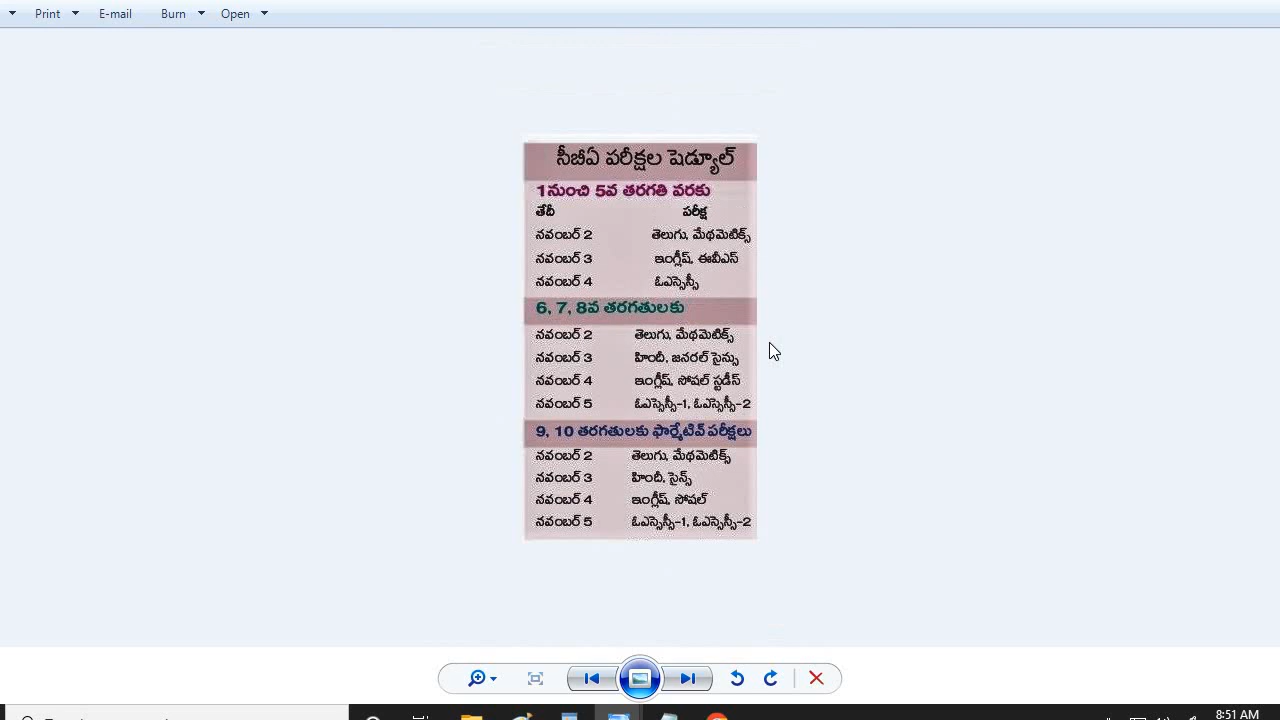 Print E-mail Burn Open
సీబీఏ పరీక్షల షెడ్యూల్
1నుంచి 5వ తరగతి వరకు
తేదీ పరీక్ష
నవంబర్ 2 తెలుగు, మేథమెటిక్స్
నవంబర్ 3 ఇంగ్లీష్, ఈవీఎస్
నవంబర్ 4 ఓఎస్సెస్సీ
6, 7, 8వ తరగతులకు
నవంబర్ 2 తెలుగు, మేథమెటిక్స్
నవంబర్ 3 హిందీ, జనరల్ సైన్సు
నవంబర్ 4 ఇంగ్లీష్, సోషల్ స్టడీస్
నవంబర్ 5 ఓఎస్సెస్సీ-1, ఓఎస్సెస్సీ-2
9, 10 తరగతులకు ఫార్మేటివ్ పరీక్షలు
నవంబర్ 2 తెలుగు, మేథమెటిక్స్
నవంబర్ 3 హిందీ, సైన్స్
నవంబర్ 4 ఇంగ్లీష్, సోషల్
నవంబర్ 5 ఓఎస్సెస్సీ-1, ఓఎస్సెస్సీ-2
8:51 AM